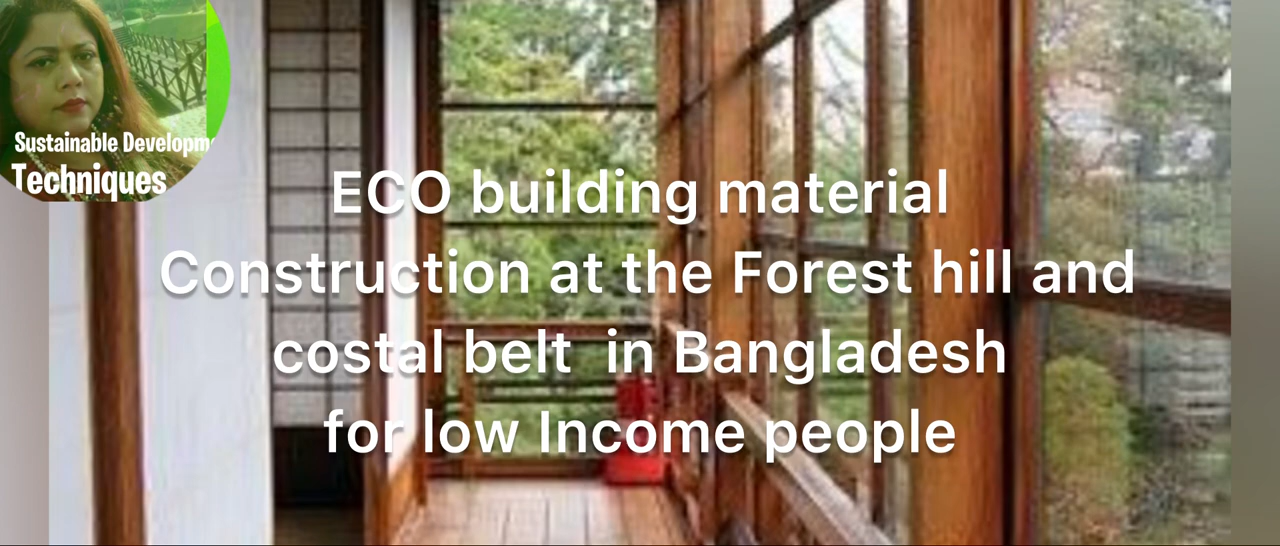 Sustainable Developm
Techniques
ECO building material
Construction at the Forest hill and
costal belt in Bangladesh
for low Income people